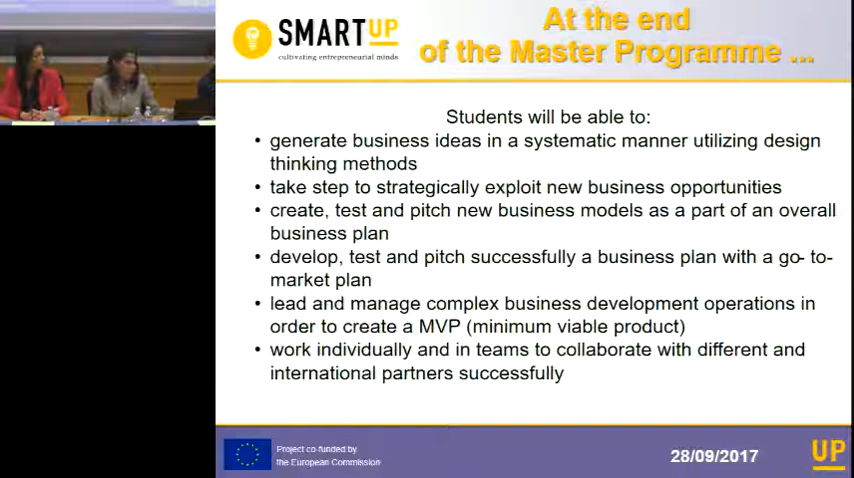 SMARTUP
cultivating entrepreneurial minds
At the end
of the Master Programme ...
Students will be able to:
• generate business ideas in a systematic manner utilizing design
thinking methods
• take step to strategically exploit new business opportunities
• create, test and pitch new business models as a part of an overall
business plan
• develop, test and pitch successfully a business plan with a go- to-
market plan
• lead and manage complex business development operations in
order to create a MVP (minimum viable product)
• work individually and in teams to collaborate with different and
international partners successfully
Project co-funded by
the European Commission
28/09/2017
UP